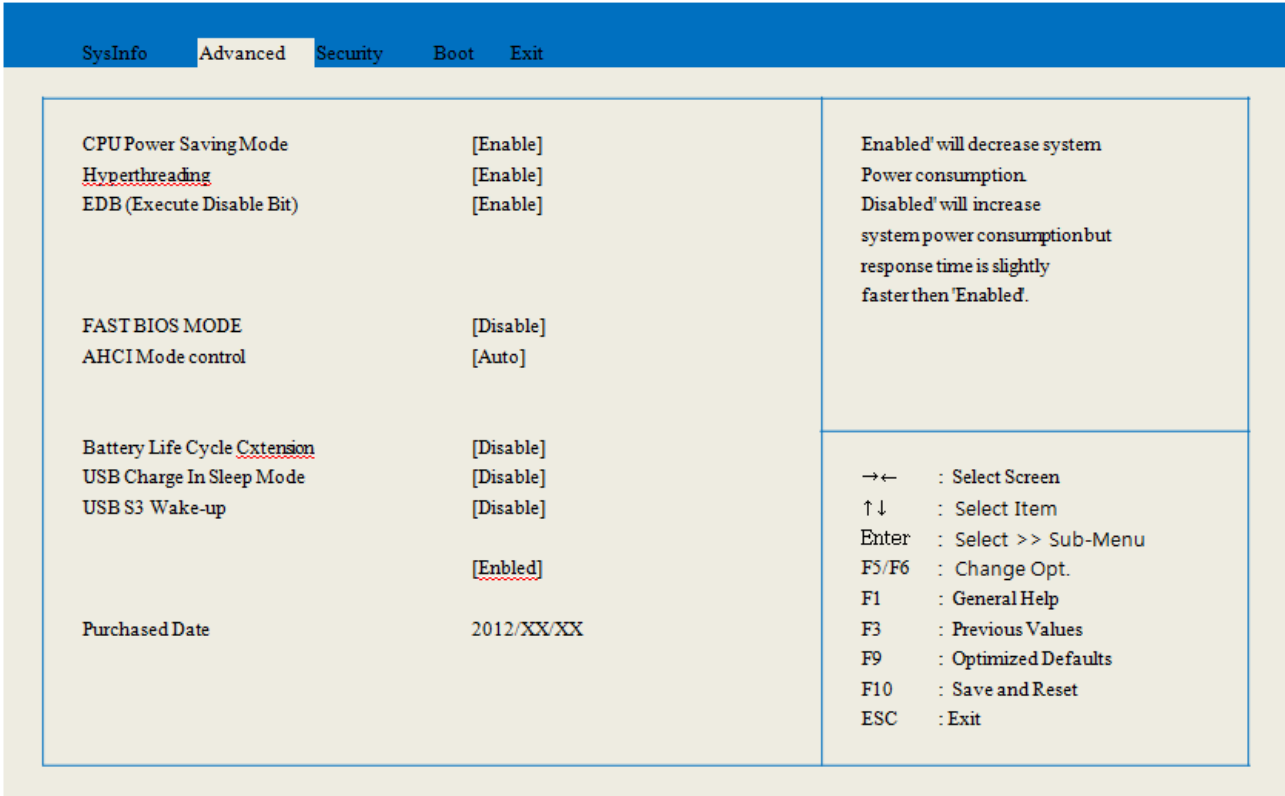 SysInfo Advanced Security Boot Exit
CPU Power Saving Mode [Enable]
Hyperthreading [Enable]
EDB (Execute Disable Bit) [Enable]
FAST BIOS MODE [Disable]
AHCI Mode control [Auto]
Battery Life Cycle Cxtension [Disable]
USB Charge In Sleep Mode [Disable]
USB S3 Wake-up [Disable]
[Enbled]
Purchased Date 2012/XX/XX
Enabled' will decrease system
Power consumption.
Disabled' will increase
system power consumption but
response time is slightly
faster then 'Enabled'.
→← : Select Screen
↑↓ : Select Item
Enter : Select >> Sub-Menu
F5/F6 : Change Opt.
F1 : General Help
F3 : Previous Values
F9 : Optimized Defaults
F10 : Save and Reset
ESC : Exit